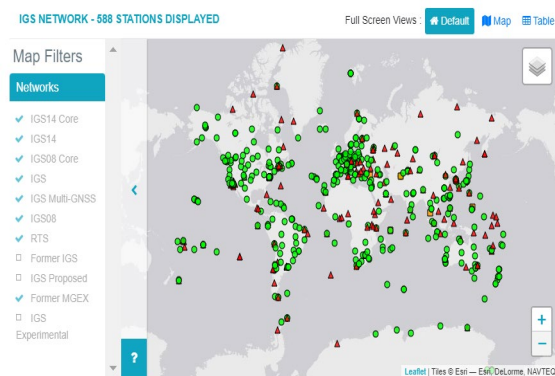 IGS NETWORK - 588 STATIONS DISPLAYED
Full Screen Views : Default Map Table
Map Filters
Networks
IGS14 Core
IGS14
IGS08 Core
IGS
IGS Multi-GNSS
IGS08
RTS
Former IGS
IGS Proposed
Former MGEX
IGS
Experimental
+
−
?
Leaflet | Tiles © Esri — Esri, DeLorme, NAVTEQ